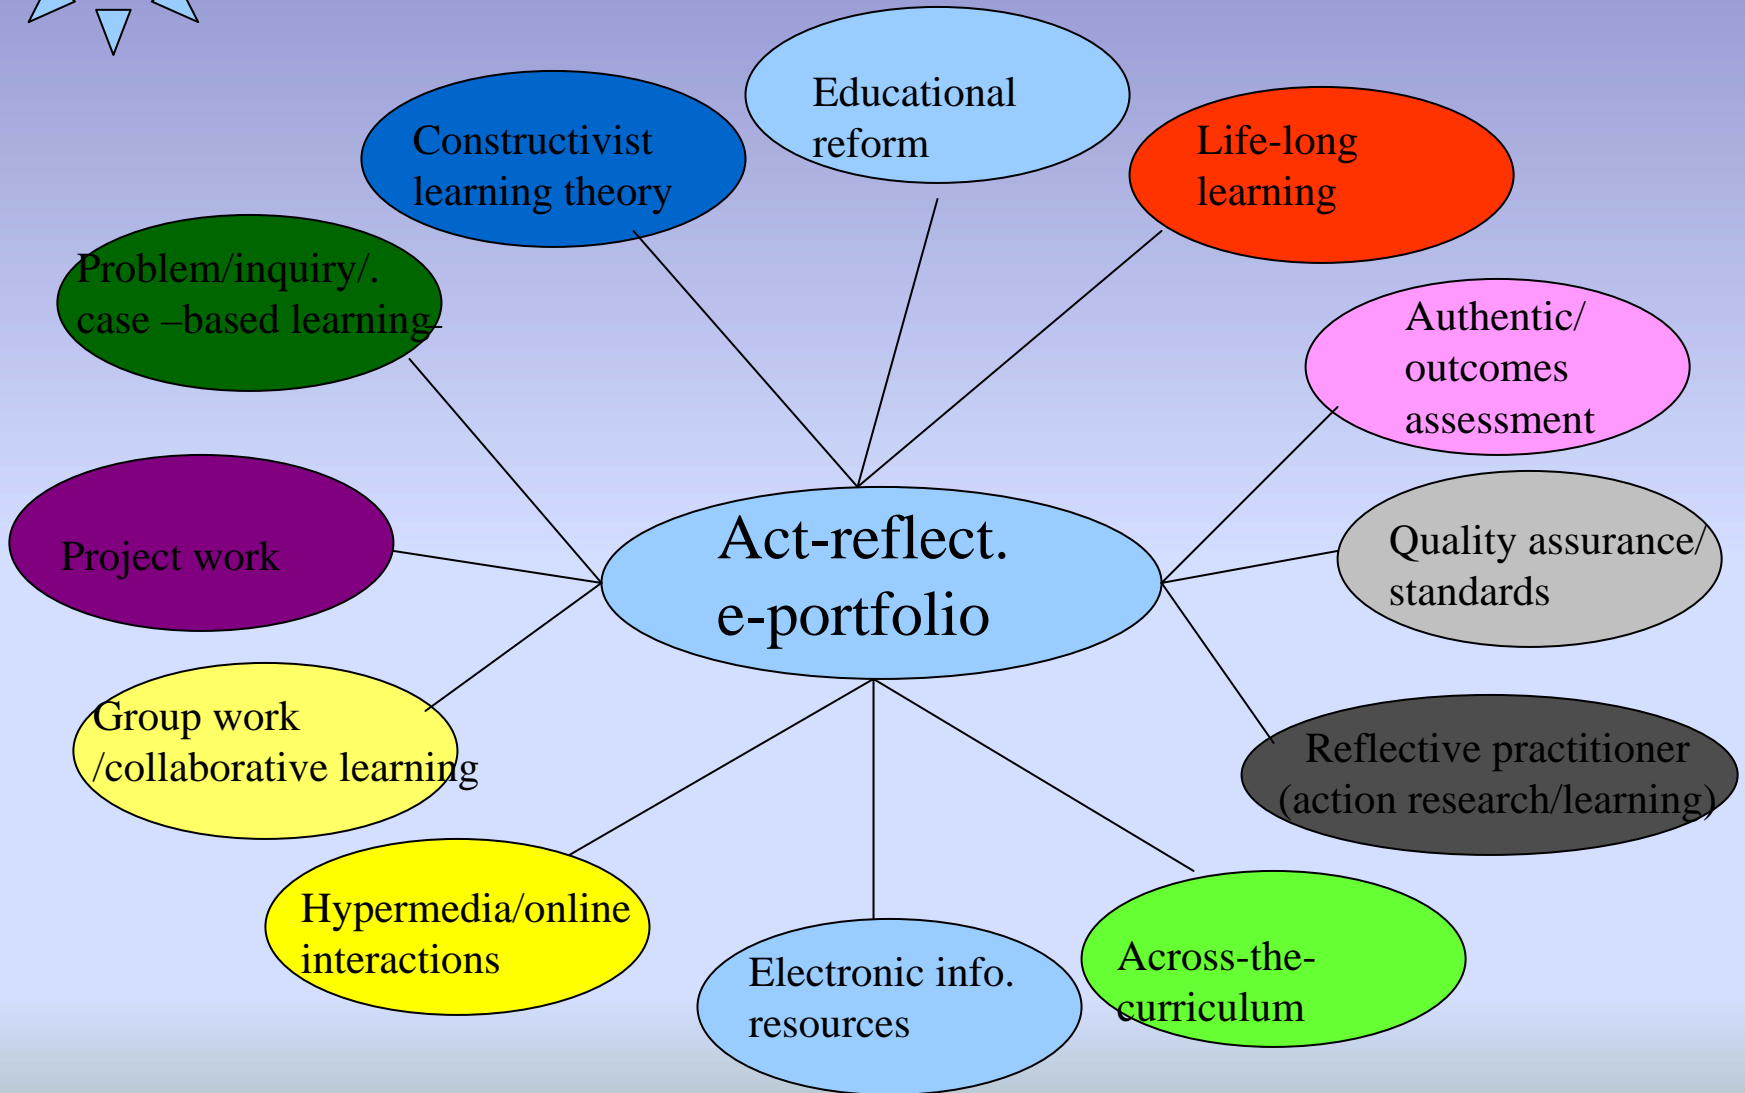 Educational
reform
Constructivist
learning theory
Life-long
learning
Problem/inquiry/.
case –based learning–
Authentic/
outcomes
assessment
Project work
Act-reflect.
e-portfolio
Quality assurance/
standards
Group work
/collaborative learning
Reflective practitioner
(action research/learning)
Hypermedia/online
interactions
Electronic info.
resources
Across-the-
curriculum